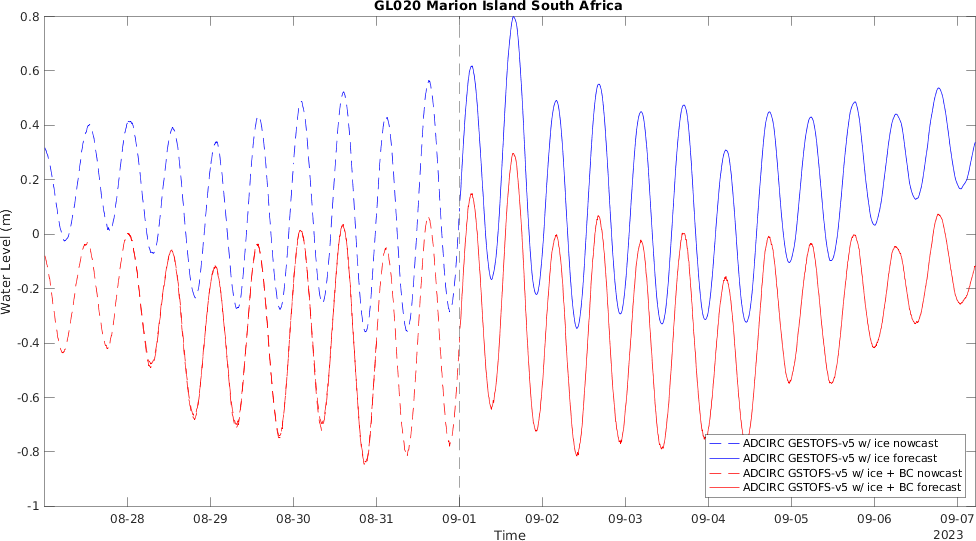 GL020 Marion Island South Africa
0.8
0.6
0.4
0.2
0
-0.2
-0.4
-0.6
-0.8
-1
Water Level (m)
ADCIRC GESTOFS-v5 w/ ice nowcast
ADCIRC GESTOFS-v5 w/ ice forecast
ADCIRC GSTOFS-v5 w/ ice + BC nowcast
ADCIRC GSTOFS-v5 w/ ice + BC forecast
08-28 08-29 08-30 08-31 09-01 09-02 09-03 09-04 09-05 09-06 09-07
Time
2023